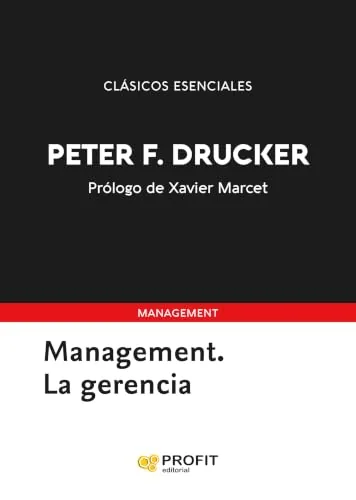 CLÁSICOS ESENCIALES
PETER F. DRUCKER
Prólogo de Xavier Marcet
MANAGEMENT
Management.
La gerencia
PROFIT
editorial